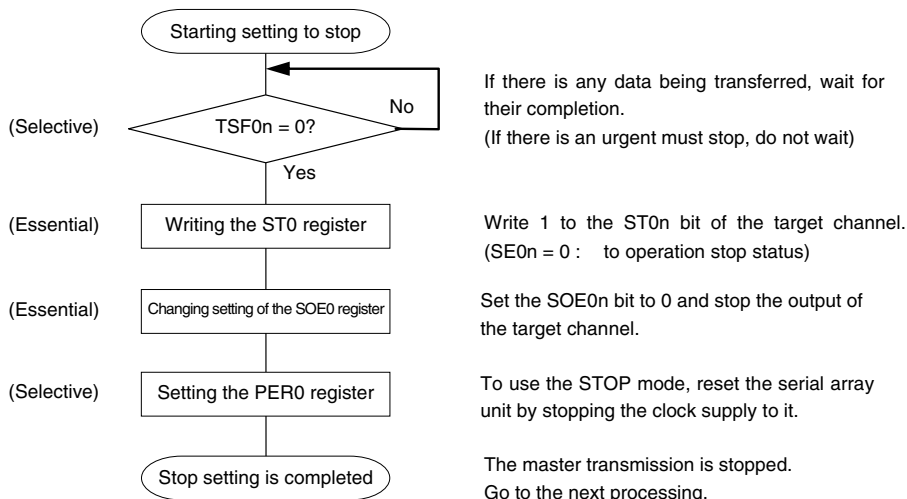 Starting setting to stop
No
If there is any data being transferred, wait for
their completion.
(If there is an urgent must stop, do not wait)
(Selective)
TSF0n = 0?
Yes
(Essential)
Writing the ST0 register
Write 1 to the ST0n bit of the target channel.
(SE0n = 0 : to operation stop status)
(Essential)
Changing setting of the SOE0 register
Set the SOE0n bit to 0 and stop the output of
the target channel.
(Selective)
Setting the PER0 register
To use the STOP mode, reset the serial array
unit by stopping the clock supply to it.
Stop setting is completed
The master transmission is stopped.
Go to the next processing.